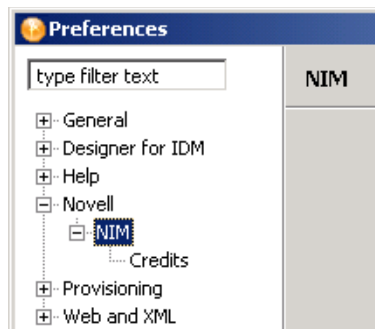 Preferences
type filter text
NIM
General
Designer for IDM
Help
Novell
NIM
Credits
Provisioning
Web and XML